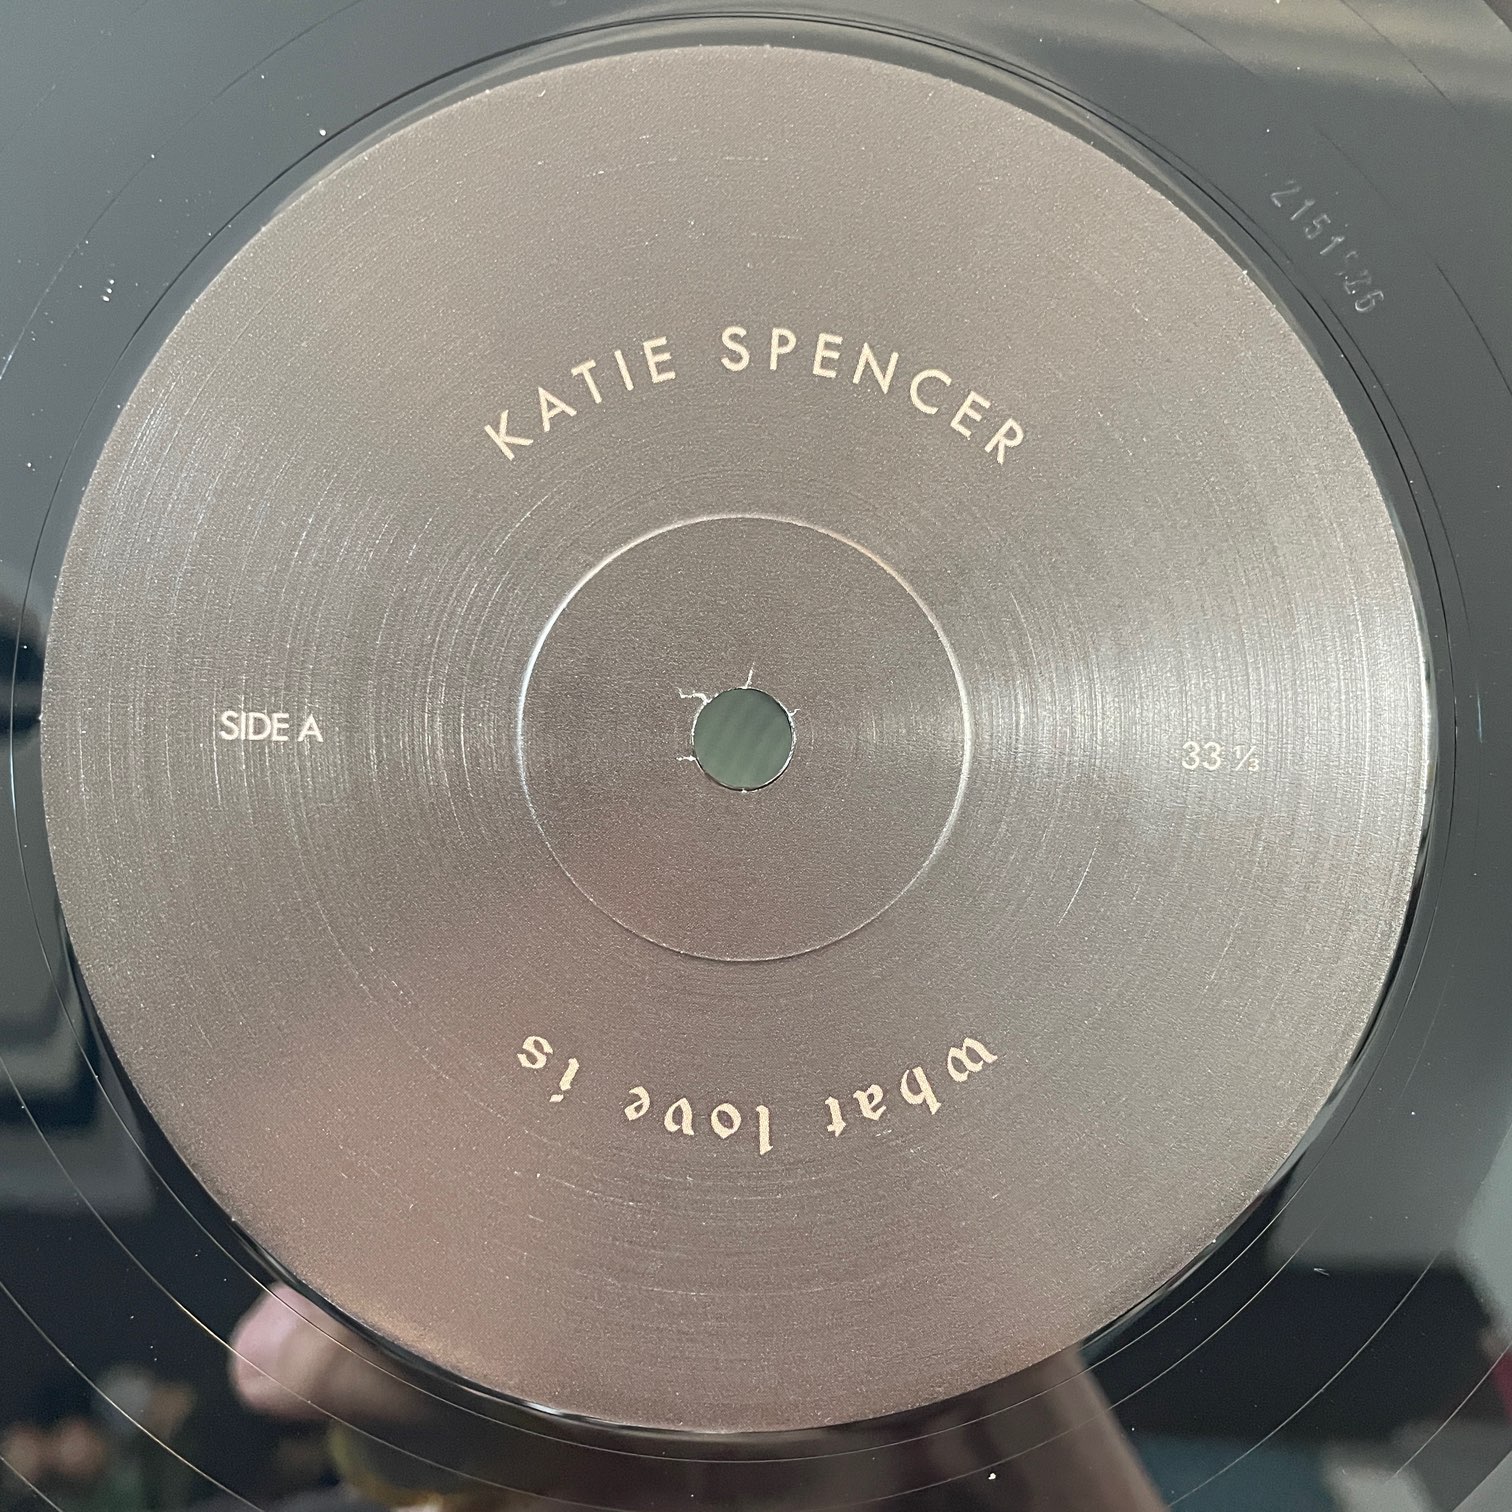 KATIE SPENCER
SIDE A
33 ⅓
what love is